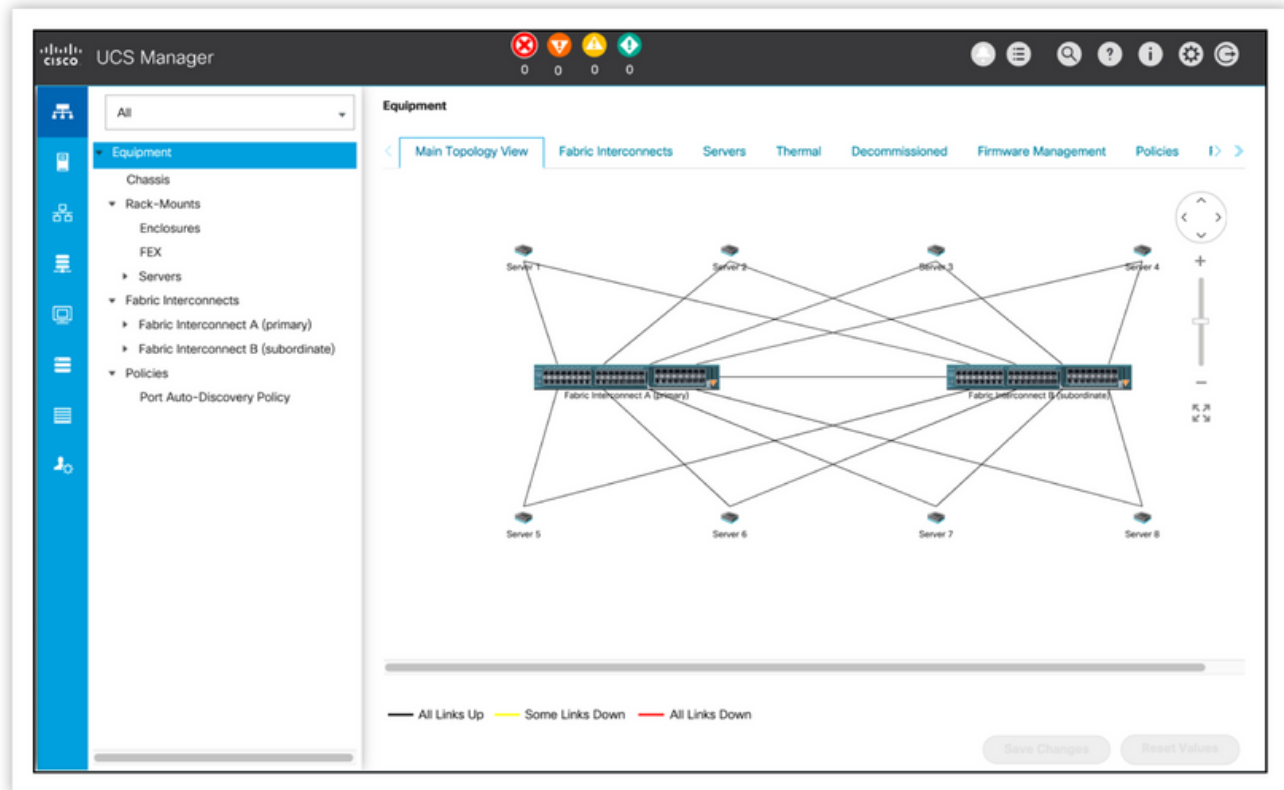 cisco UCS Manager
0 0 0 0
All
Equipment
Chassis
Rack-Mounts
Enclosures
FEX
Servers
Fabric Interconnects
Fabric Interconnect A (primary)
Fabric Interconnect B (subordinate)
Policies
Port Auto-Discovery Policy
Equipment
Main Topology View Fabric Interconnects Servers Thermal Decommissioned Firmware Management Policies
Server 1 Server 2 Server 3 Server 4
Fabric Interconnect A (primary) Fabric Interconnect B (subordinate)
Server 5 Server 6 Server 7 Server 8
All Links Up Some Links Down All Links Down
Save Changes Reset Values